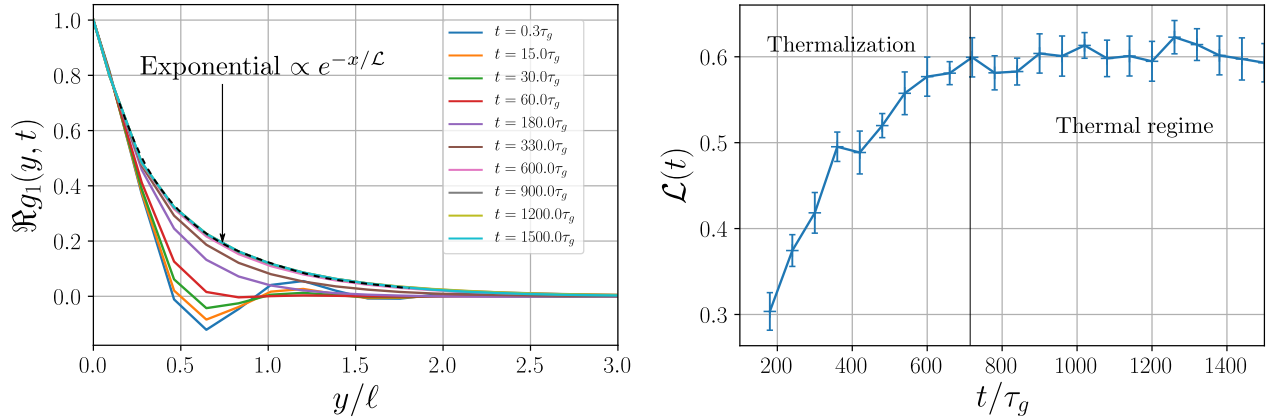 1.0
0.8
0.6
0.4
0.2
0.0
ℜg₁(y, t)
Exponential ∝ e^{−x/ℒ}
t = 0.3τ_g
t = 15.0τ_g
t = 30.0τ_g
t = 60.0τ_g
t = 180.0τ_g
t = 330.0τ_g
t = 600.0τ_g
t = 900.0τ_g
t = 1200.0τ_g
t = 1500.0τ_g
0.0 0.5 1.0 1.5 2.0 2.5 3.0
y/ℓ
0.6
0.5
0.4
0.3
ℒ(t)
Thermalization
Thermal regime
200 400 600 800 1000 1200 1400
t/τ_g